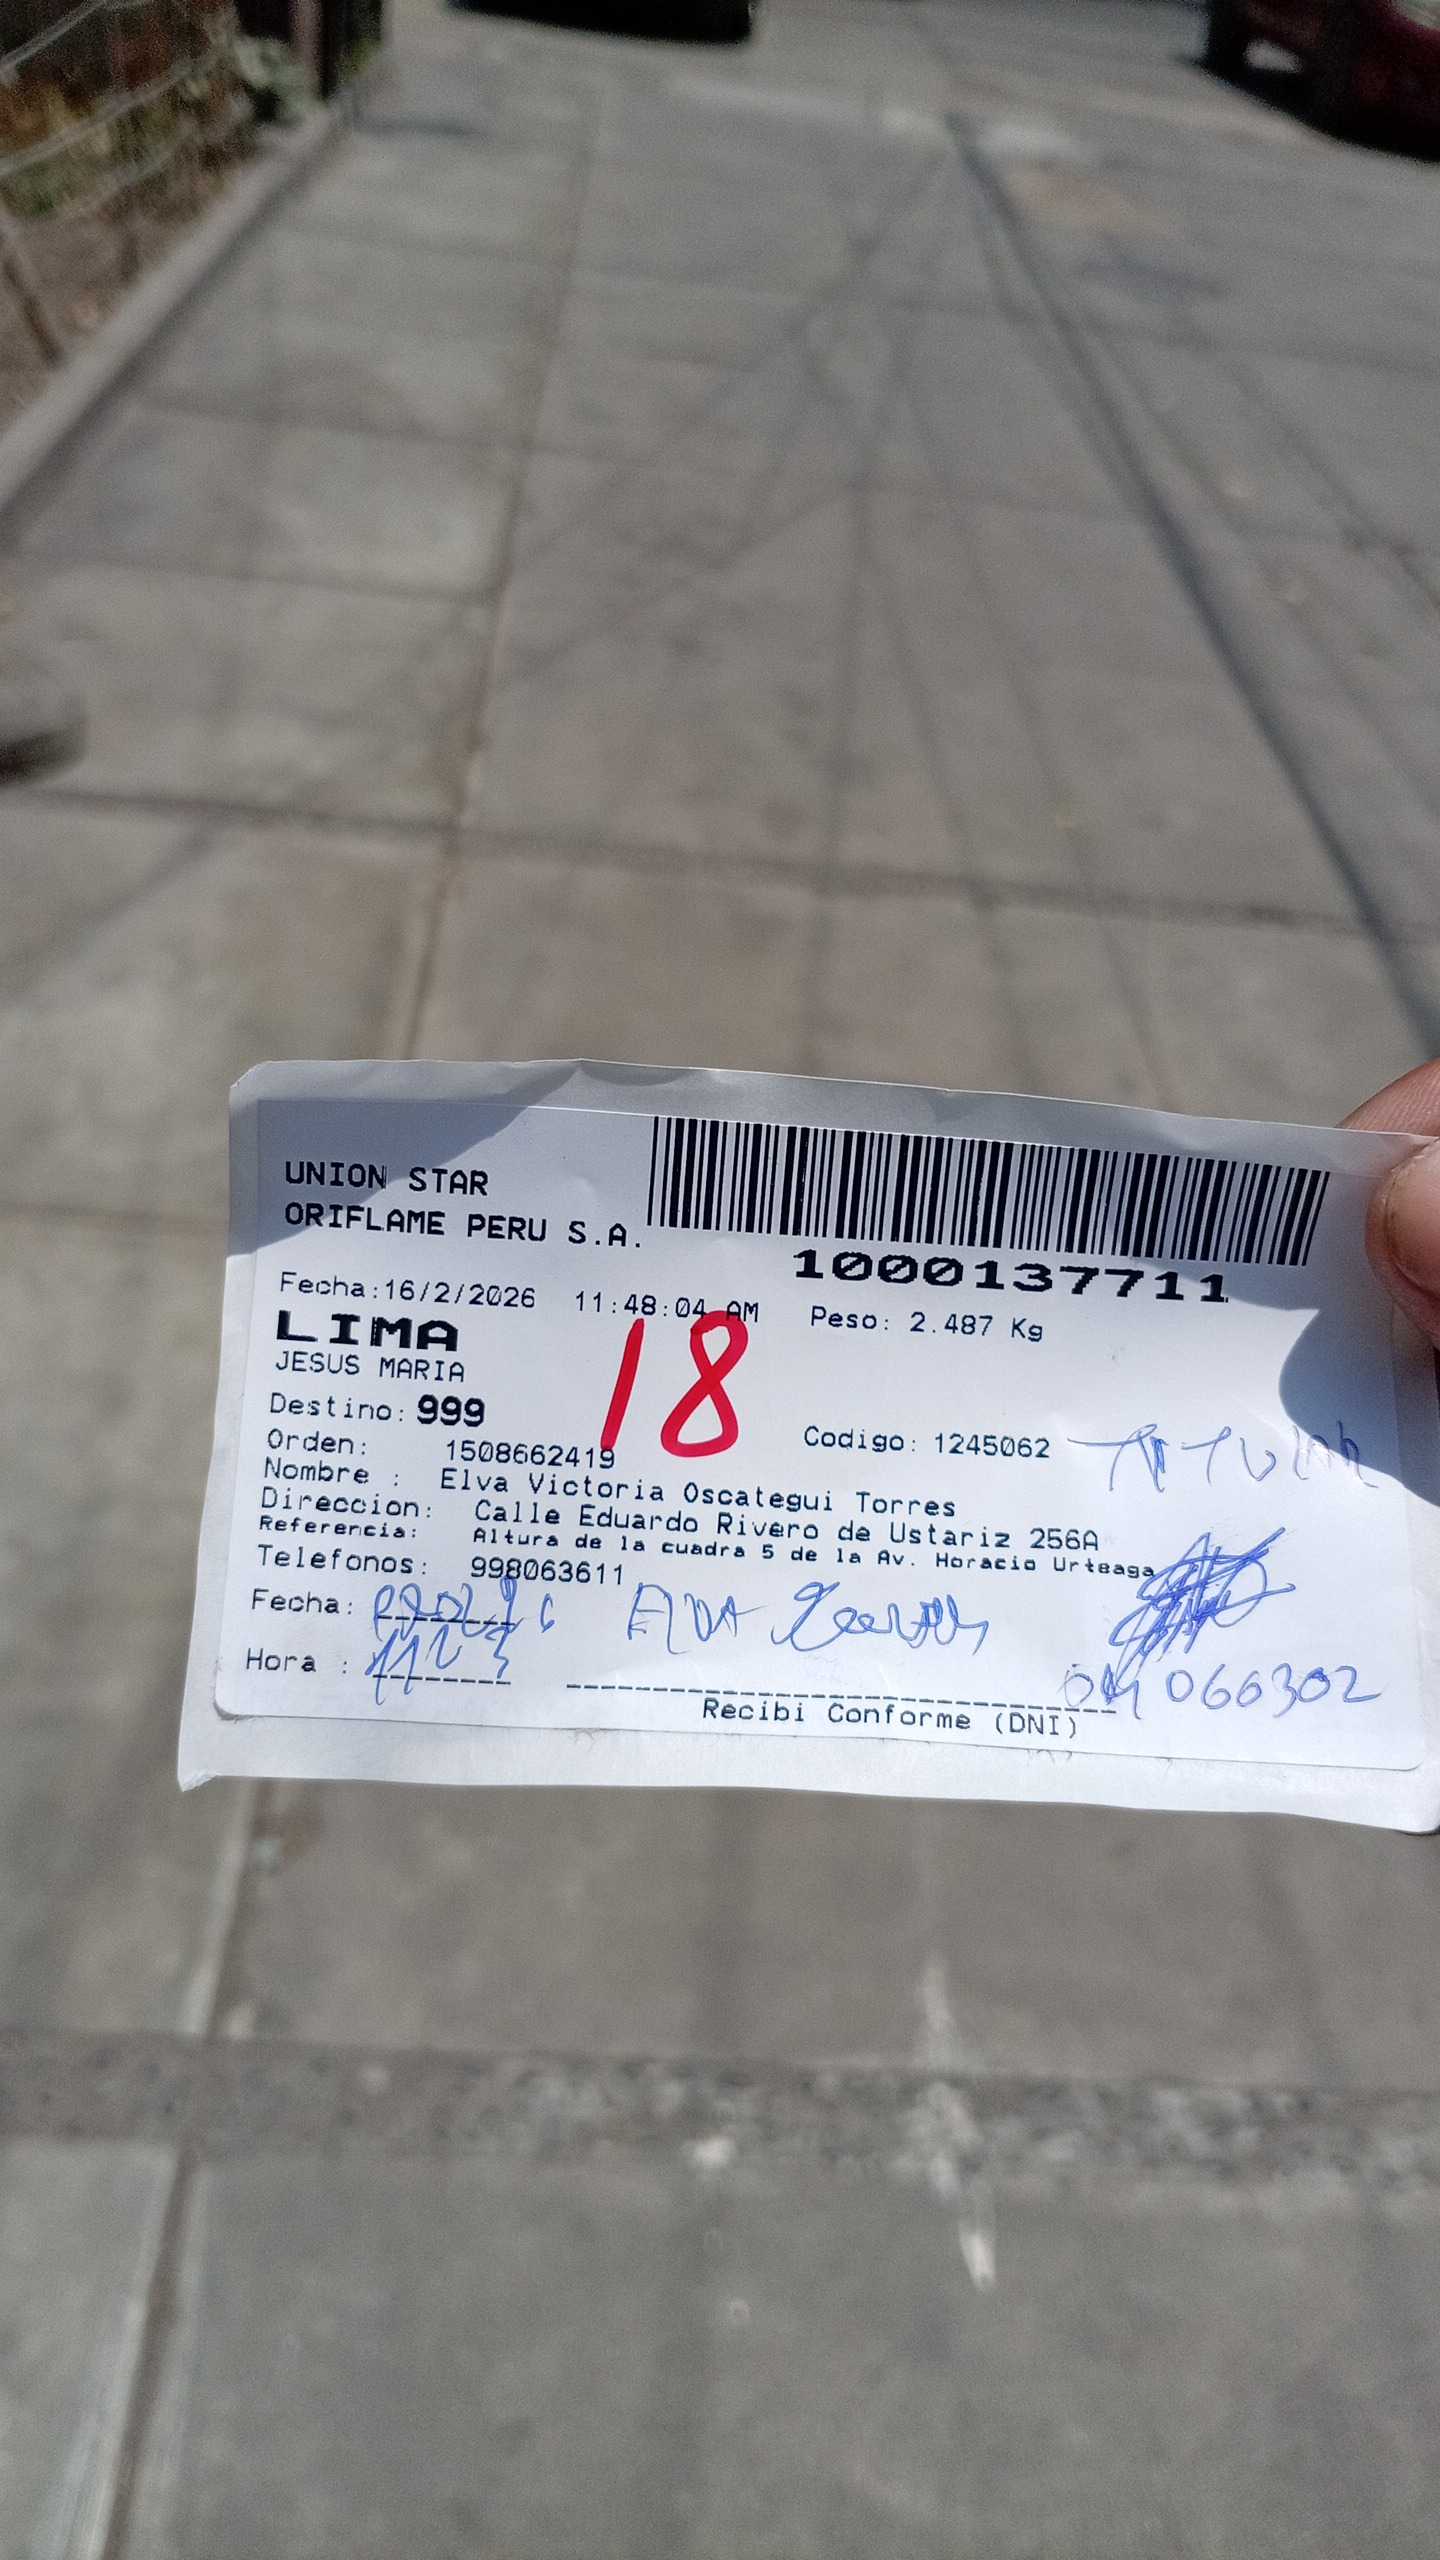 UNION STAR
ORIFLAME PERU S.A.
1000137711
Fecha:16/2/2026 11:48:04 AM Peso: 2.487 Kg
LIMA
JESUS MARIA
18
Destino: 999
Orden: 1508662419 Codigo: 1245062
Nombre : Elva Victoria Oscategui Torres
Direccion: Calle Eduardo Rivero de Ustariz 256A
Referencia: Altura de la cuadra 5 de la Av. Horacio Urteaga
Telefonos: 998063611
Fecha: ELVA
Hora :
Recibi Conforme (DNI)